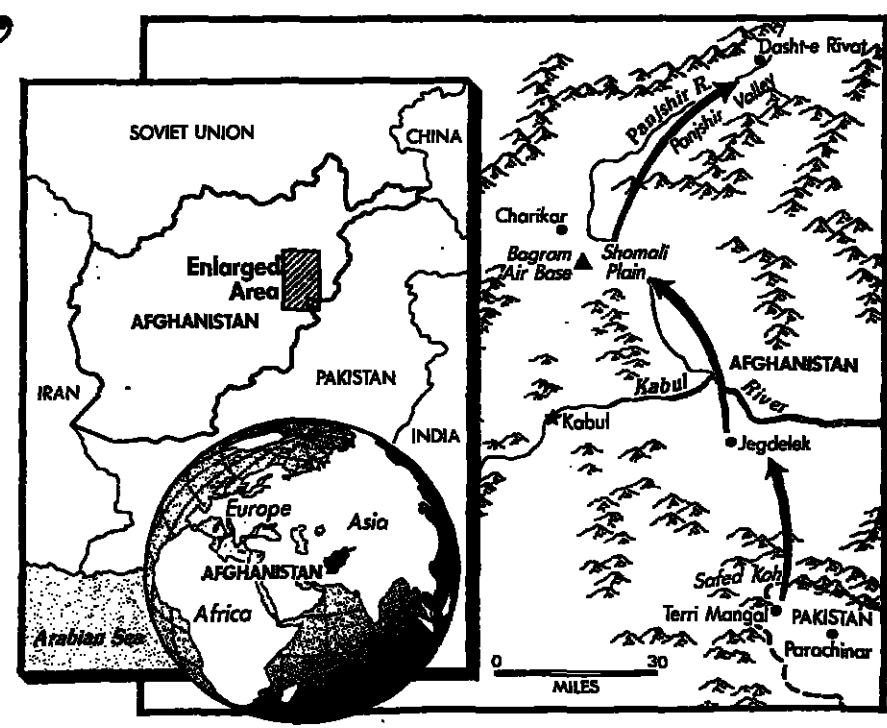 SOVIET UNION
CHINA
Enlarged
Area
AFGHANISTAN
IRAN
PAKISTAN
INDIA
Arabian Sea
Europe
Asia
AFGHANISTAN
Africa
Dasht-e Rivat
Panjshir R.
Panjshir Valley
Charikar
Bagram
Air Base
Shomali
Plain
AFGHANISTAN
Kabul River
Kabul
Jegdelek
Safed Koh
Terri Mangal
PAKISTAN
Parachinar
0 30
MILES